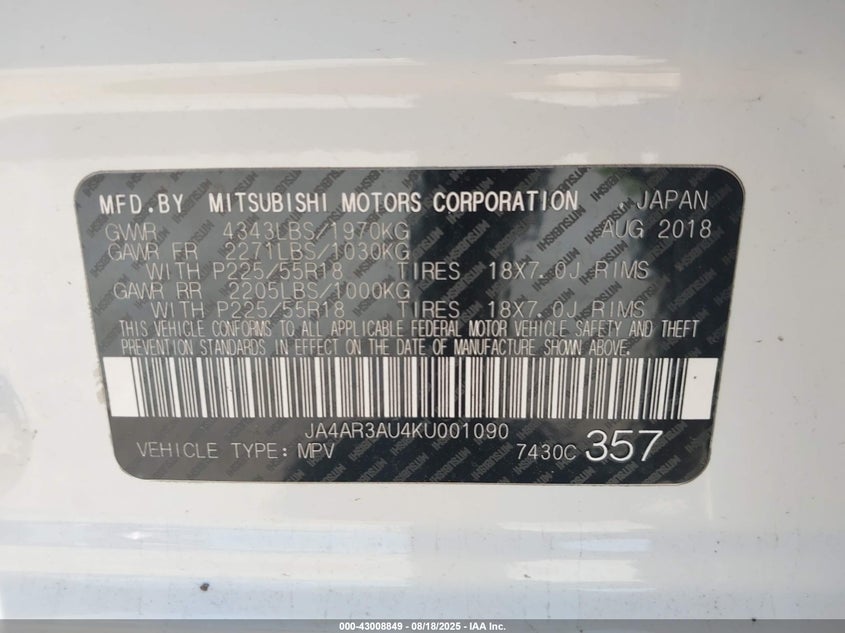 MFD.BY MITSUBISHI MOTORS CORPORATION JAPAN
GVWR 4343LBS/1970KG AUG 2018
GAWR FR 2271LBS/1030KG
WITH P225/55R18 TIRES 18X7.0J RIMS
GAWR RR 2205LBS/1000KG
WITH P225/55R18 TIRES 18X7.0J RIMS
THIS VEHICLE CONFORMS TO ALL APPLICABLE FEDERAL MOTOR VEHICLE SAFETY AND THEFT
PREVENTION STANDARDS IN EFFECT ON THE DATE OF MANUFACTURE SHOWN ABOVE.
JA4AR3AU4KU001090
VEHICLE TYPE: MPV 7430C 357
000-43008849 - 08/18/2025 - IAA Inc.